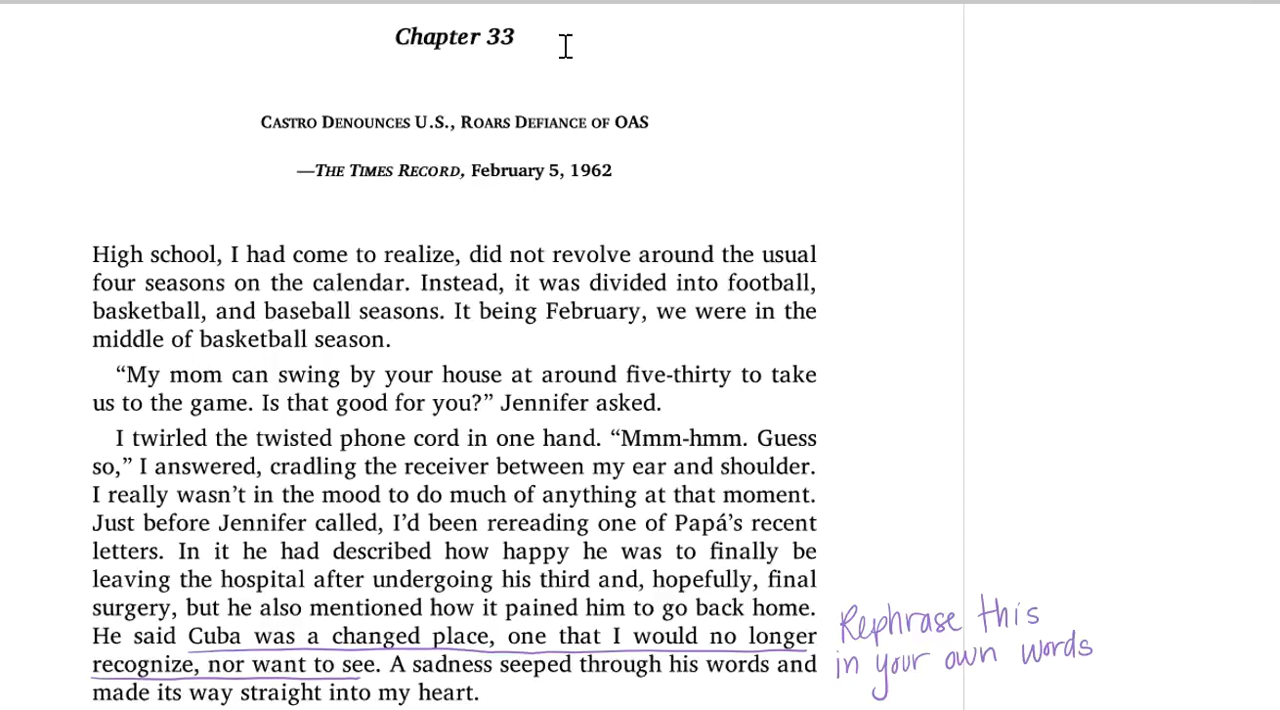 Chapter 33
CASTRO DENOUNCES U.S., ROARS DEFIANCE OF OAS
—THE TIMES RECORD, February 5, 1962
High school, I had come to realize, did not revolve around the usual
four seasons on the calendar. Instead, it was divided into football,
basketball, and baseball seasons. It being February, we were in the
middle of basketball season.
“My mom can swing by your house at around five-thirty to take
us to the game. Is that good for you?” Jennifer asked.
I twirled the twisted phone cord in one hand. “Mmm-hmm. Guess
so,” I answered, cradling the receiver between my ear and shoulder.
I really wasn’t in the mood to do much of anything at that moment.
Just before Jennifer called, I’d been rereading one of Papá’s recent
letters. In it he had described how happy he was to finally be
leaving the hospital after undergoing his third and, hopefully, final
surgery, but he also mentioned how it pained him to go back home.
He said Cuba was a changed place, one that I would no longer
recognize, nor want to see. A sadness seeped through his words and
made its way straight into my heart.
Rephrase this
in your own words